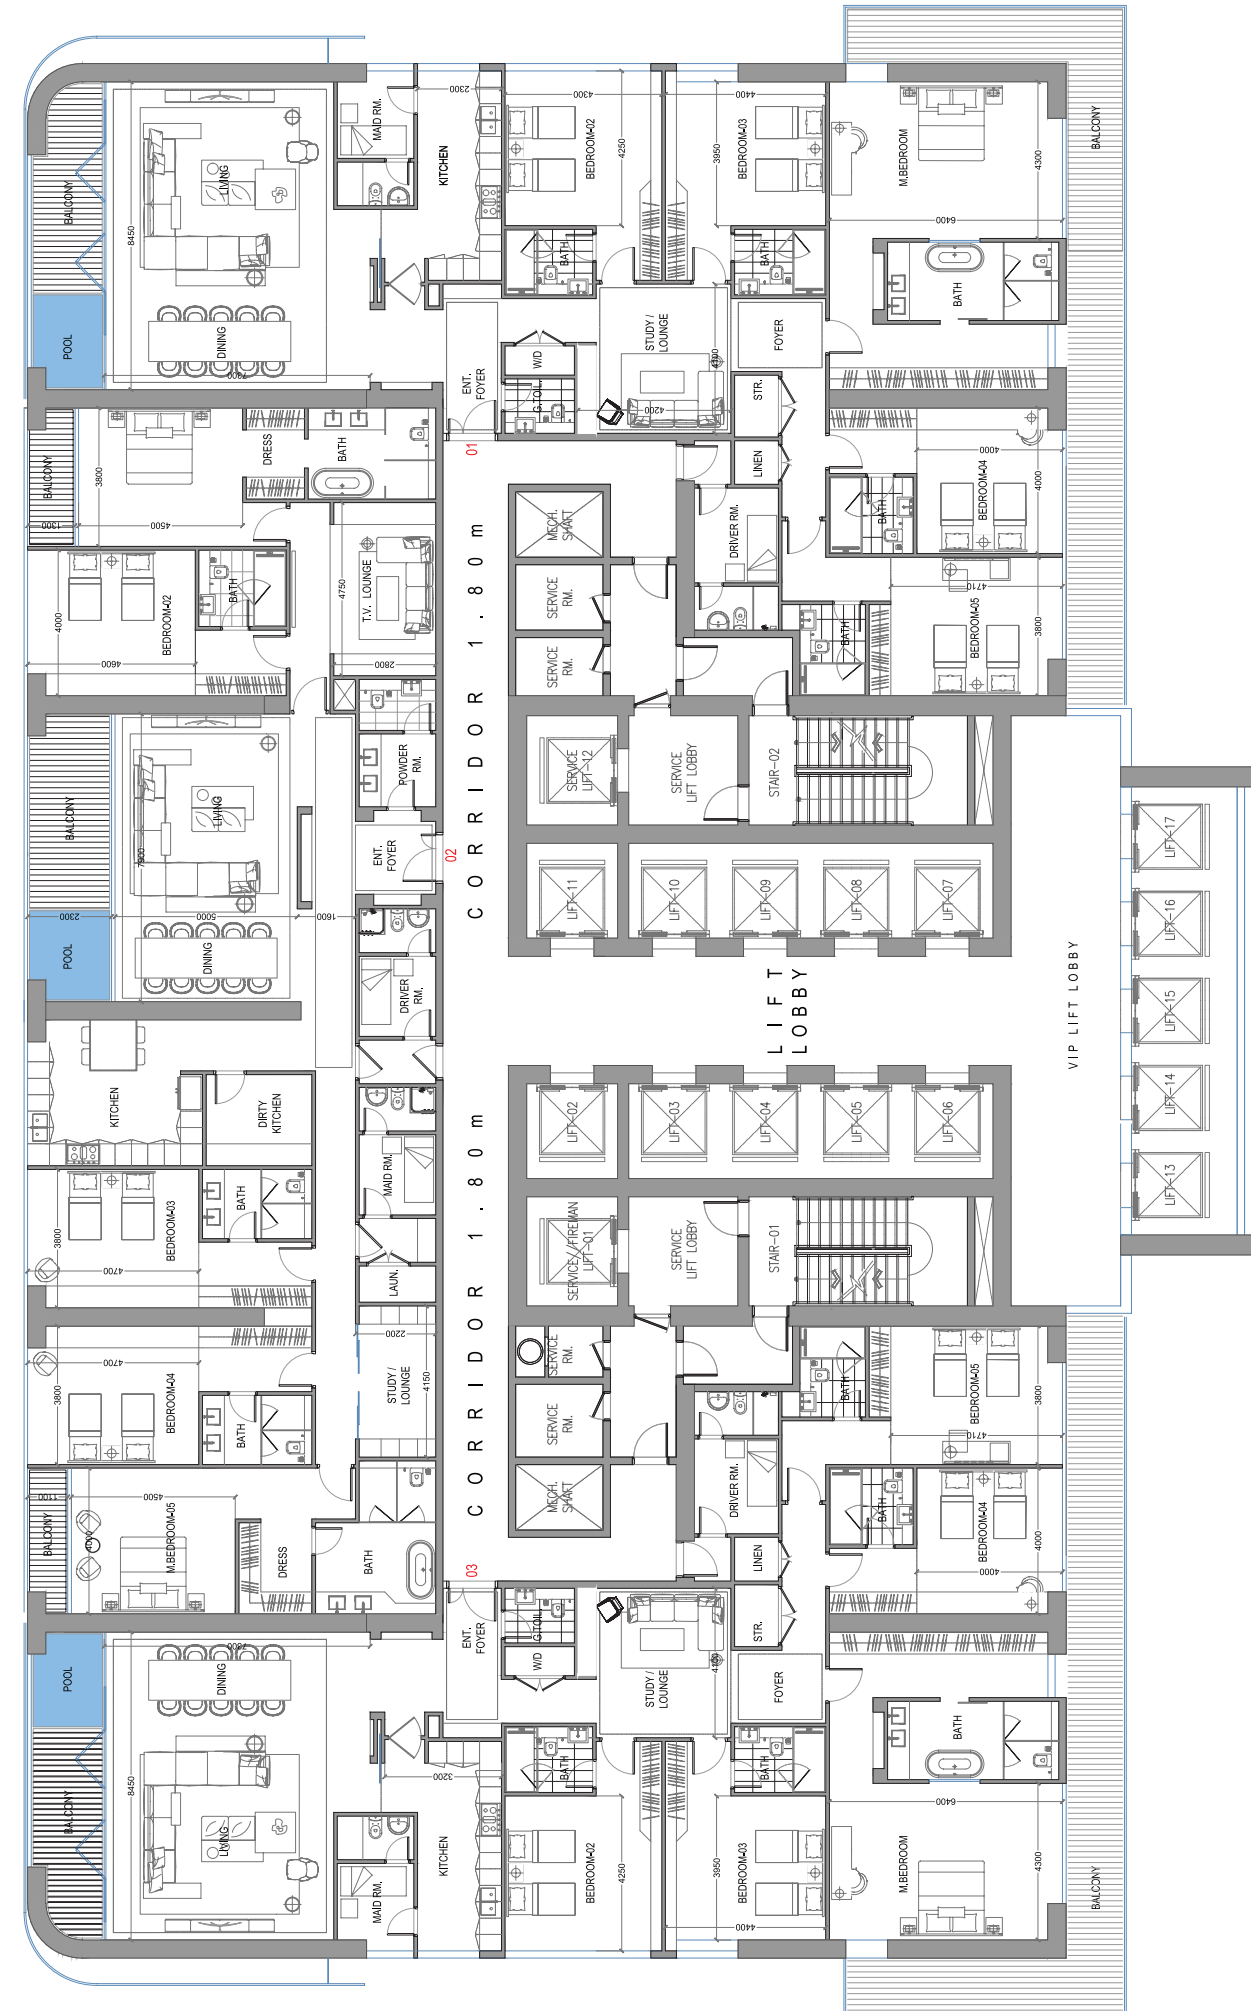 BALCONY
POOL
LIVING
DINING
8450
7300
MAID RM.
KITCHEN
2300
ENT.
FOYER
01
W/D
G.TOIL.
BEDROOM-02
4300
4250
BATH
STUDY /
LOUNGE
4200
4100
BEDROOM-03
4400
3950
BATH
FOYER
STR.
LINEN
DRIVER RM.
M.BEDROOM
4300
6400
BATH
BALCONY
BEDROOM-04
4000
4000
BATH
BEDROOM-05
4710
3800
BATH
BALCONY
1300
3800
4500
DRESS
BATH
BEDROOM-02
4000
4600
BATH
T.V. LOUNGE
4750
2800
POWDER
RM.
ENT.
FOYER
02
BALCONY
POOL
LIVING
DINING
7900
2300
5000
1600
DRIVER
RM.
KITCHEN
DIRTY
KITCHEN
MAID RM.
LAUN.
BEDROOM-03
3800
4700
BATH
BEDROOM-04
3800
4700
BATH
STUDY /
LOUNGE
2200
4150
BALCONY
1100
4500
4000
M.BEDROOM-05
DRESS
BATH
CORRIDOR 1.80m
CORRIDOR 1.80m
MECH.
SHAFT
SERVICE
RM.
SERVICE
RM.
SERVICE
LIFT-12
SERVICE
LIFT LOBBY
STAIR-02
LIFT-11
LIFT-10
LIFT-09
LIFT-08
LIFT-07
LIFT
LOBBY
VIP LIFT LOBBY
LIFT-17
LIFT-16
LIFT-15
LIFT-14
LIFT-13
LIFT-02
LIFT-03
LIFT-04
LIFT-05
LIFT-06
SERVICE//FIREMAN
LIFT-01
SERVICE
LIFT LOBBY
STAIR-01
SERVICE
RM.
SERVICE
RM.
MECH.
SHAFT
03
ENT.
FOYER
G.TOIL.
W/D
POOL
BALCONY
DINING
LIVING
8450
7300
MAID RM.
KITCHEN
3200
BEDROOM-02
4250
BATH
STUDY /
LOUNGE
4100
BEDROOM-03
4400
3950
BATH
FOYER
STR.
LINEN
DRIVER RM.
BEDROOM-05
4710
3800
BATH
BEDROOM-04
4000
4000
BATH
M.BEDROOM
6400
4300
BATH
BALCONY